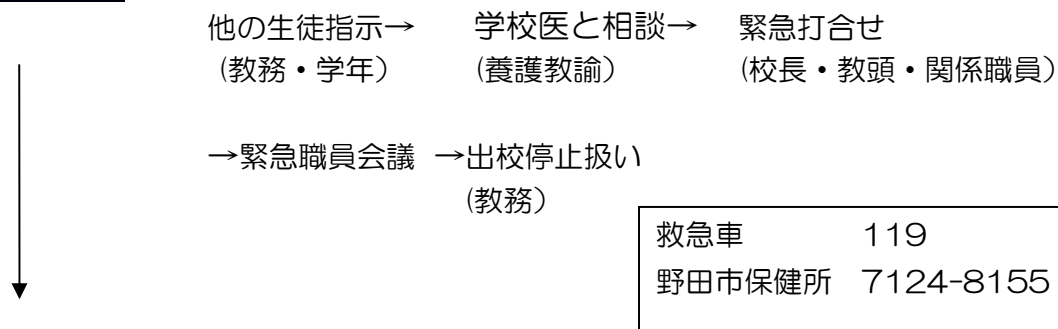 他の生徒指示→ 学校医と相談→ 緊急打合せ
(教務・学年) (養護教諭) (校長・教頭・関係職員)
→緊急職員会議 →出校停止扱い
(教務)
救急車 119
野田市保健所 7124-8155